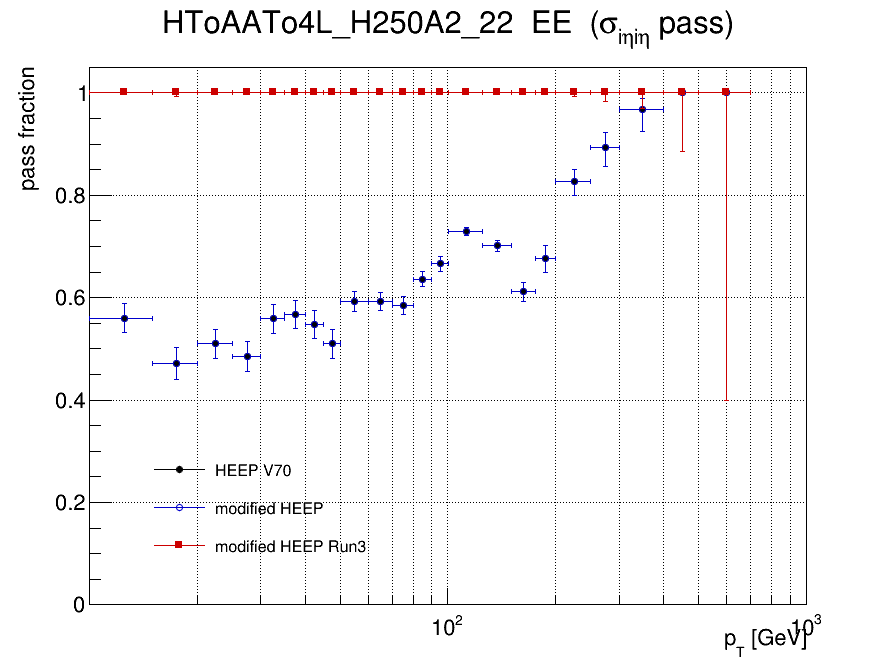 HToAATo4L_H250A2_22 EE (σiηiη pass)
pass fraction
1
0.8
0.6
0.4
0.2
0
HEEP V70
modified HEEP
modified HEEP Run3
10²
10³
pT [GeV]